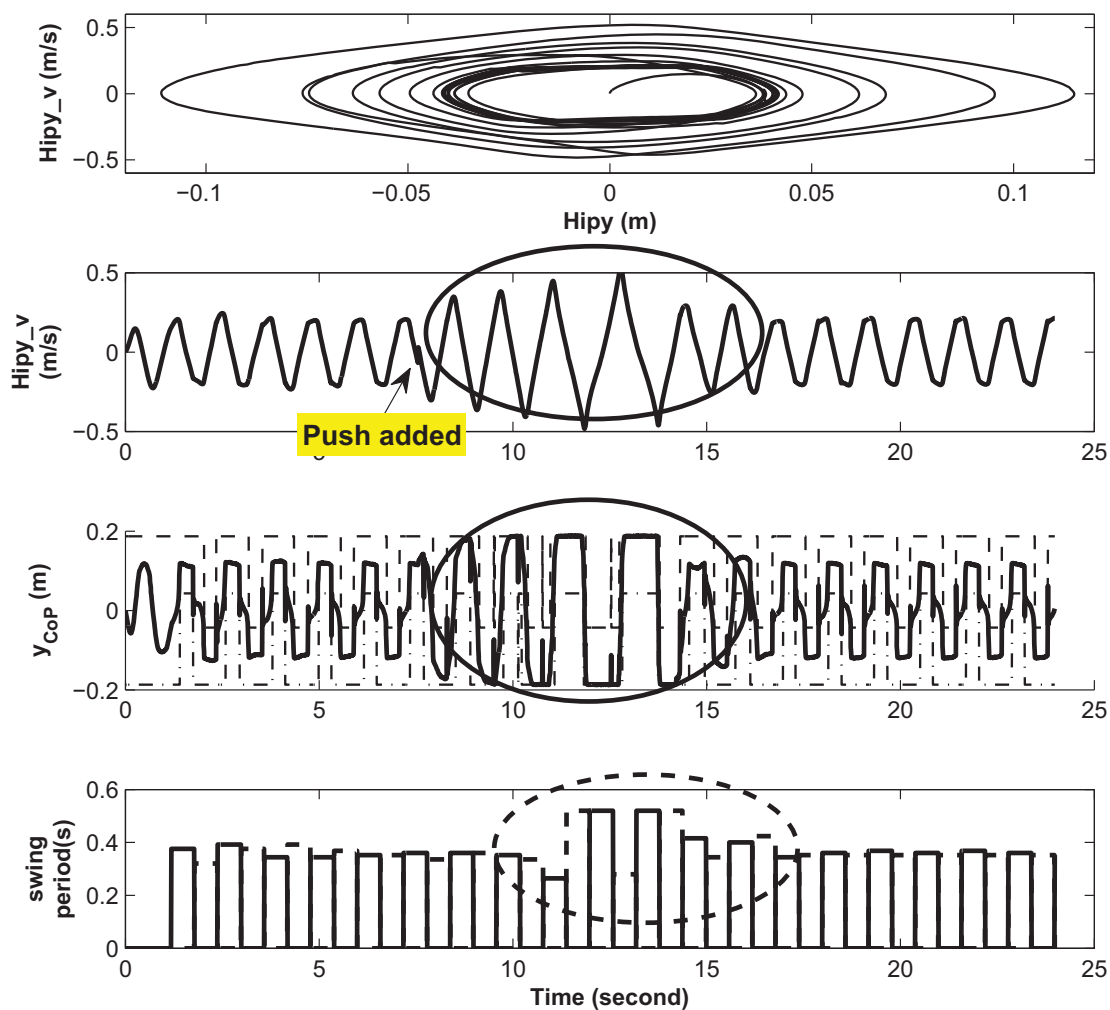 0.5
0
−0.5
Hipy_v (m/s)
−0.1 −0.05 0 0.05 0.1
Hipy (m)
0.5
0
−0.5
Hipy_v
(m/s)
Push added
0 5 10 15 20 25
0.2
0
−0.2
yCoP (m)
0 5 10 15 20 25
0.6
0.4
0.2
0
swing
period(s)
0 5 10 15 20 25
Time (second)